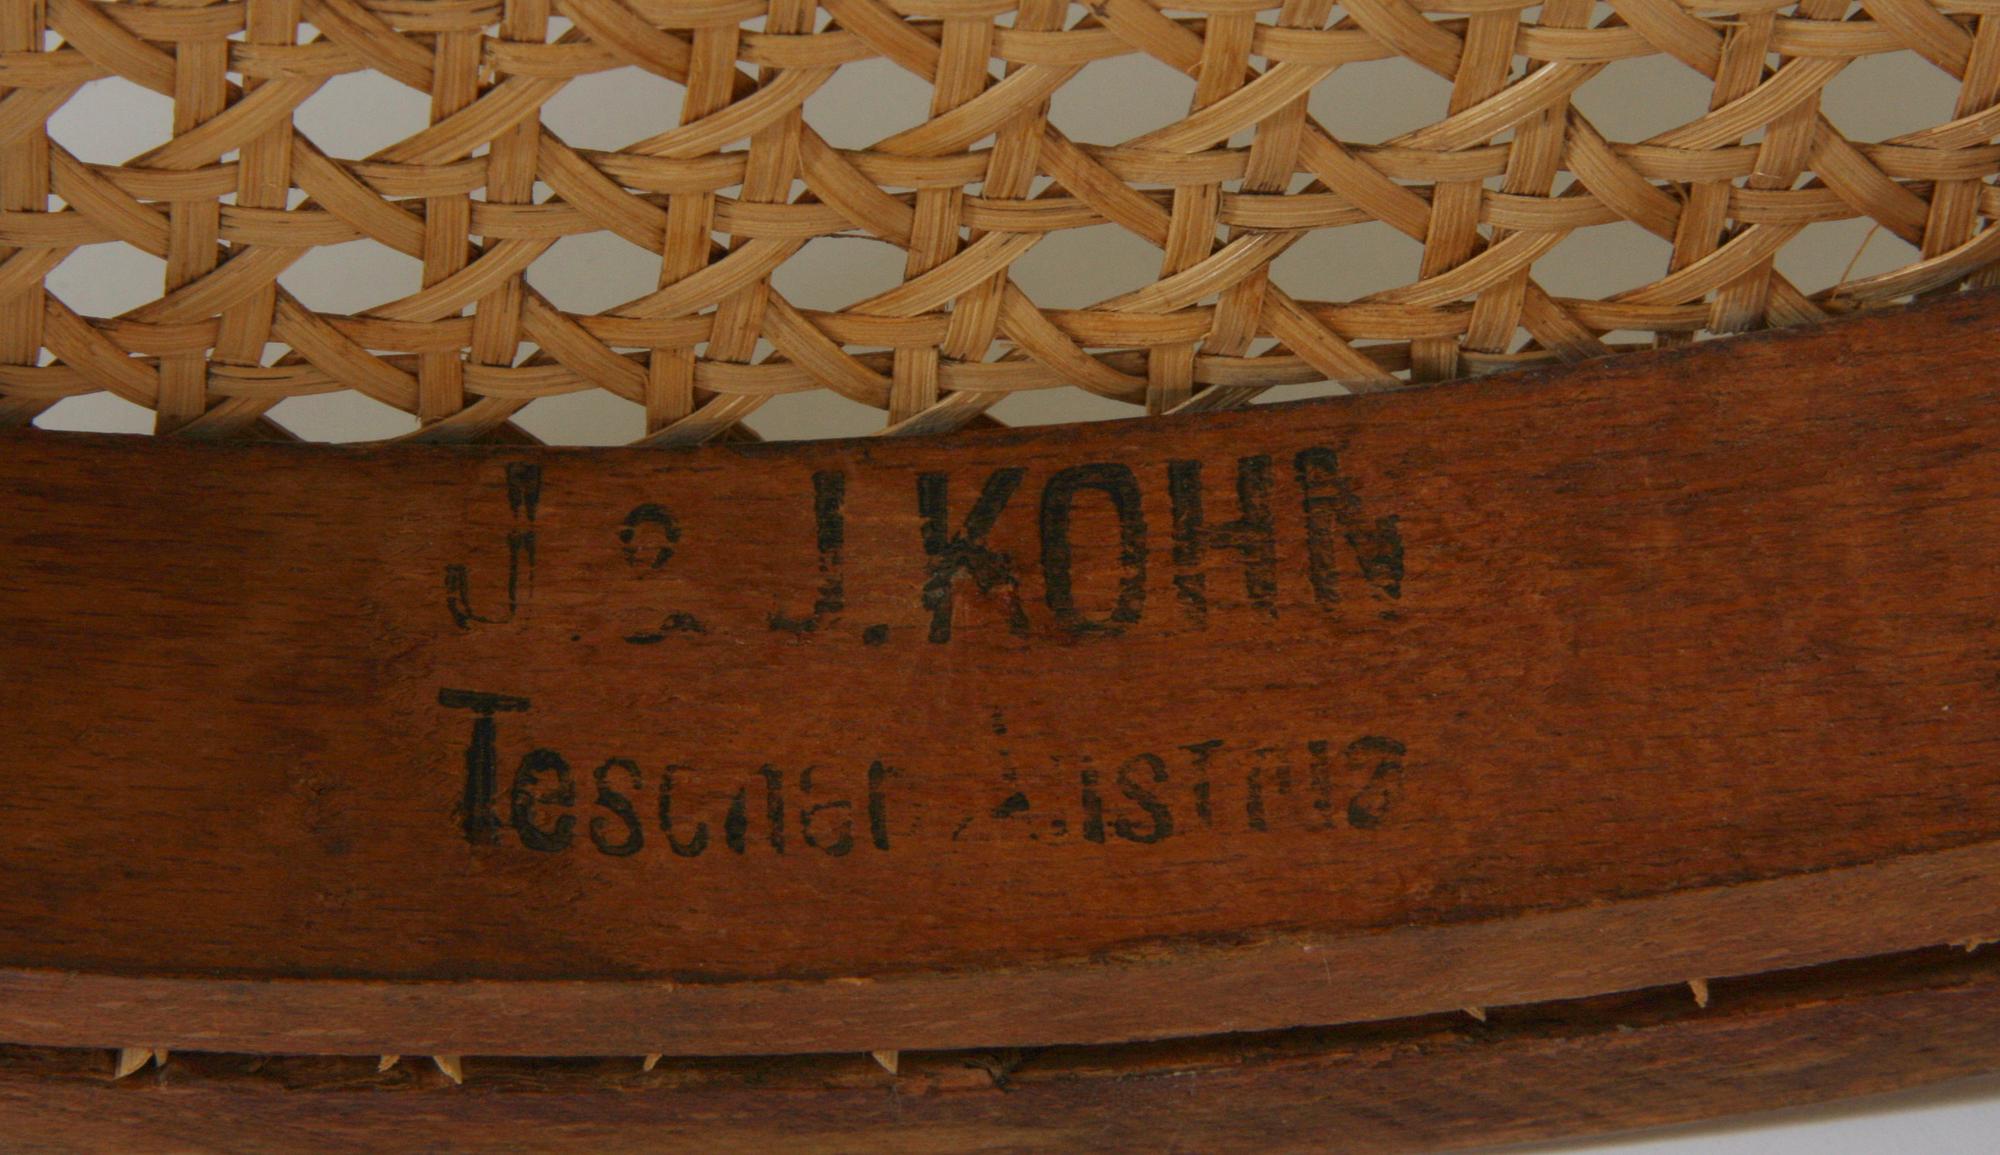 J. & J. KOHN
Teschen Austria